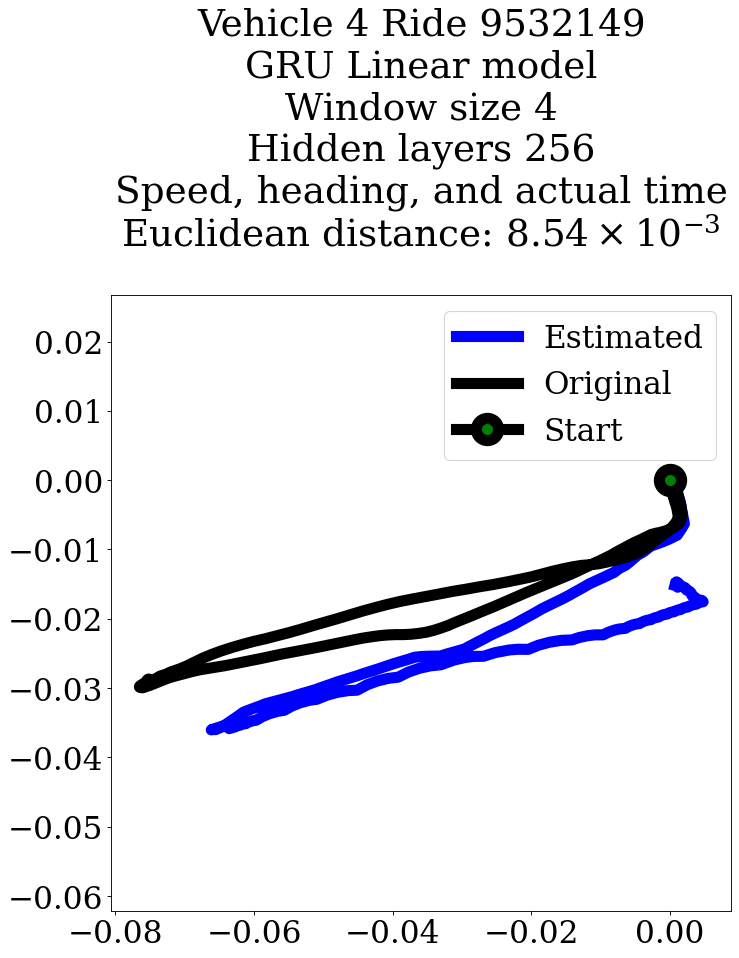 Vehicle 4 Ride 9532149
GRU Linear model
Window size 4
Hidden layers 256
Speed, heading, and actual time
Euclidean distance: 8.54 × 10⁻³
Estimated
Original
Start
0.02
0.01
0.00
−0.01
−0.02
−0.03
−0.04
−0.05
−0.06
−0.08 −0.06 −0.04 −0.02 0.00